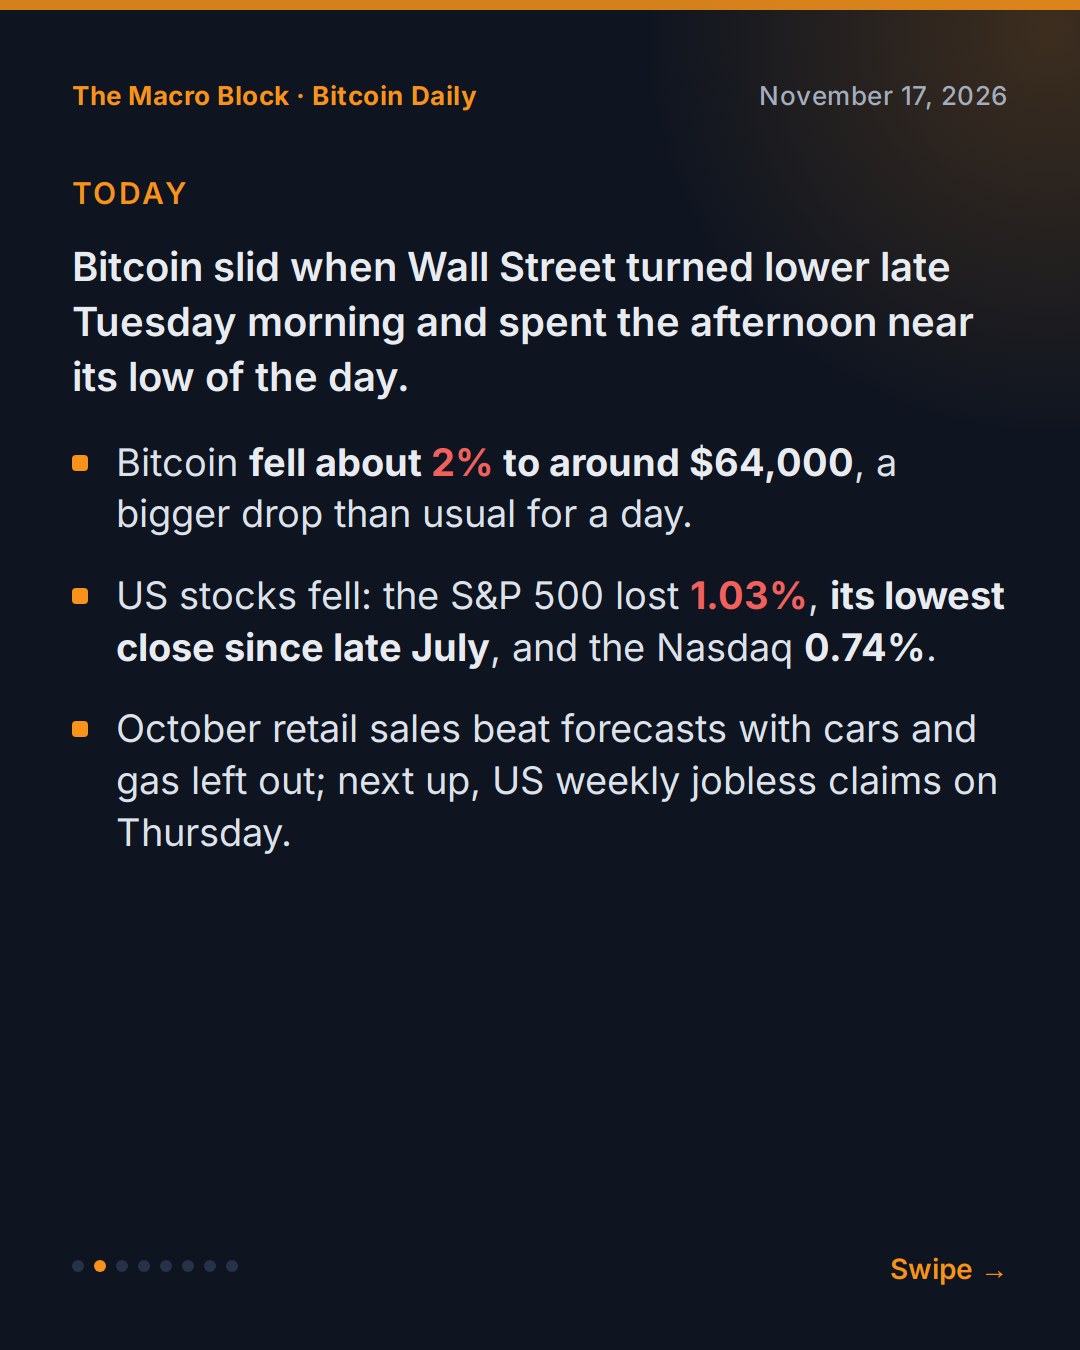 The Macro Block · Bitcoin Daily
November 17, 2026
TODAY
Bitcoin slid when Wall Street turned lower late
Tuesday morning and spent the afternoon near
its low of the day.
Bitcoin fell about 2% to around $64,000, a
bigger drop than usual for a day.
US stocks fell: the S&P 500 lost 1.03%, its lowest
close since late July, and the Nasdaq 0.74%.
October retail sales beat forecasts with cars and
gas left out; next up, US weekly jobless claims on
Thursday.
Swipe →